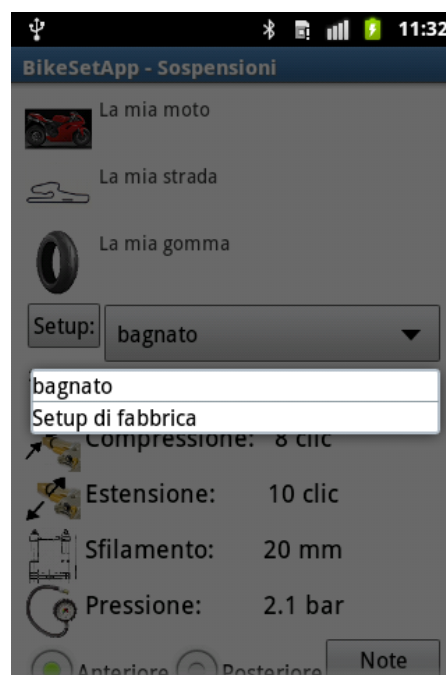 11:32
BikeSetApp - Sospensioni
La mia moto
La mia strada
La mia gomma
Setup:
bagnato
bagnato
Setup di fabbrica
Compressione: 8 clic
Estensione: 10 clic
Sfilamento: 20 mm
Pressione: 2.1 bar
Anteriore Posteriore Note